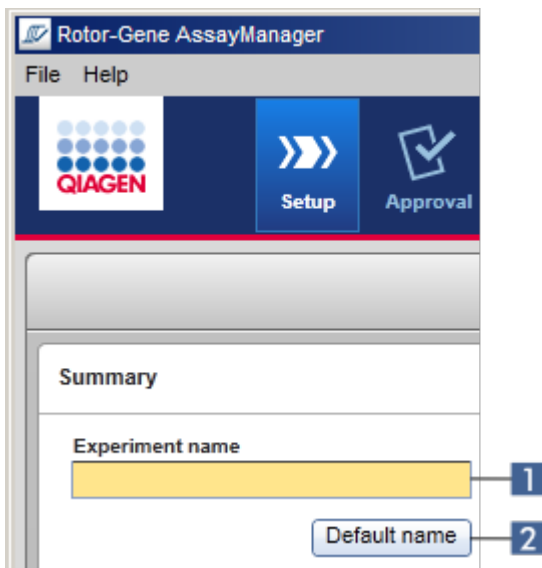 Rotor-Gene AssayManager
File Help
QIAGEN
Setup
Approval
Summary
Experiment name
1
Default name
2